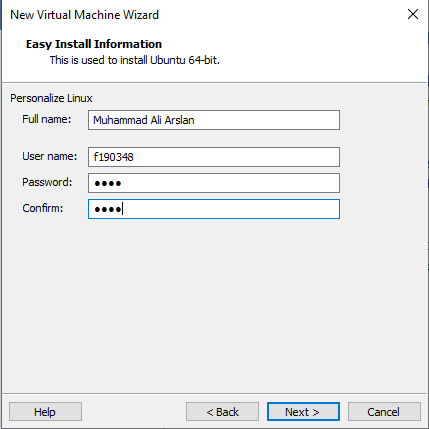 New Virtual Machine Wizard
Easy Install Information
This is used to install Ubuntu 64-bit.
Personalize Linux
Full name: Muhammad Ali Arslan
User name: f190348
Password: ●●●●
Confirm: ●●●●
Help < Back Next > Cancel